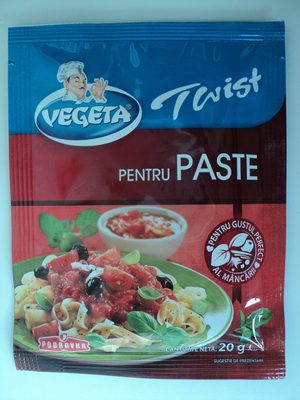 VEGETA®
Twist
PENTRU PASTE
PENTRU GUSTUL PERFECT
AL MÂNCĂRII
PODRAVKA
CANTITATE NETĂ: 20 g e
SUGESTIE DE PREZENTARE